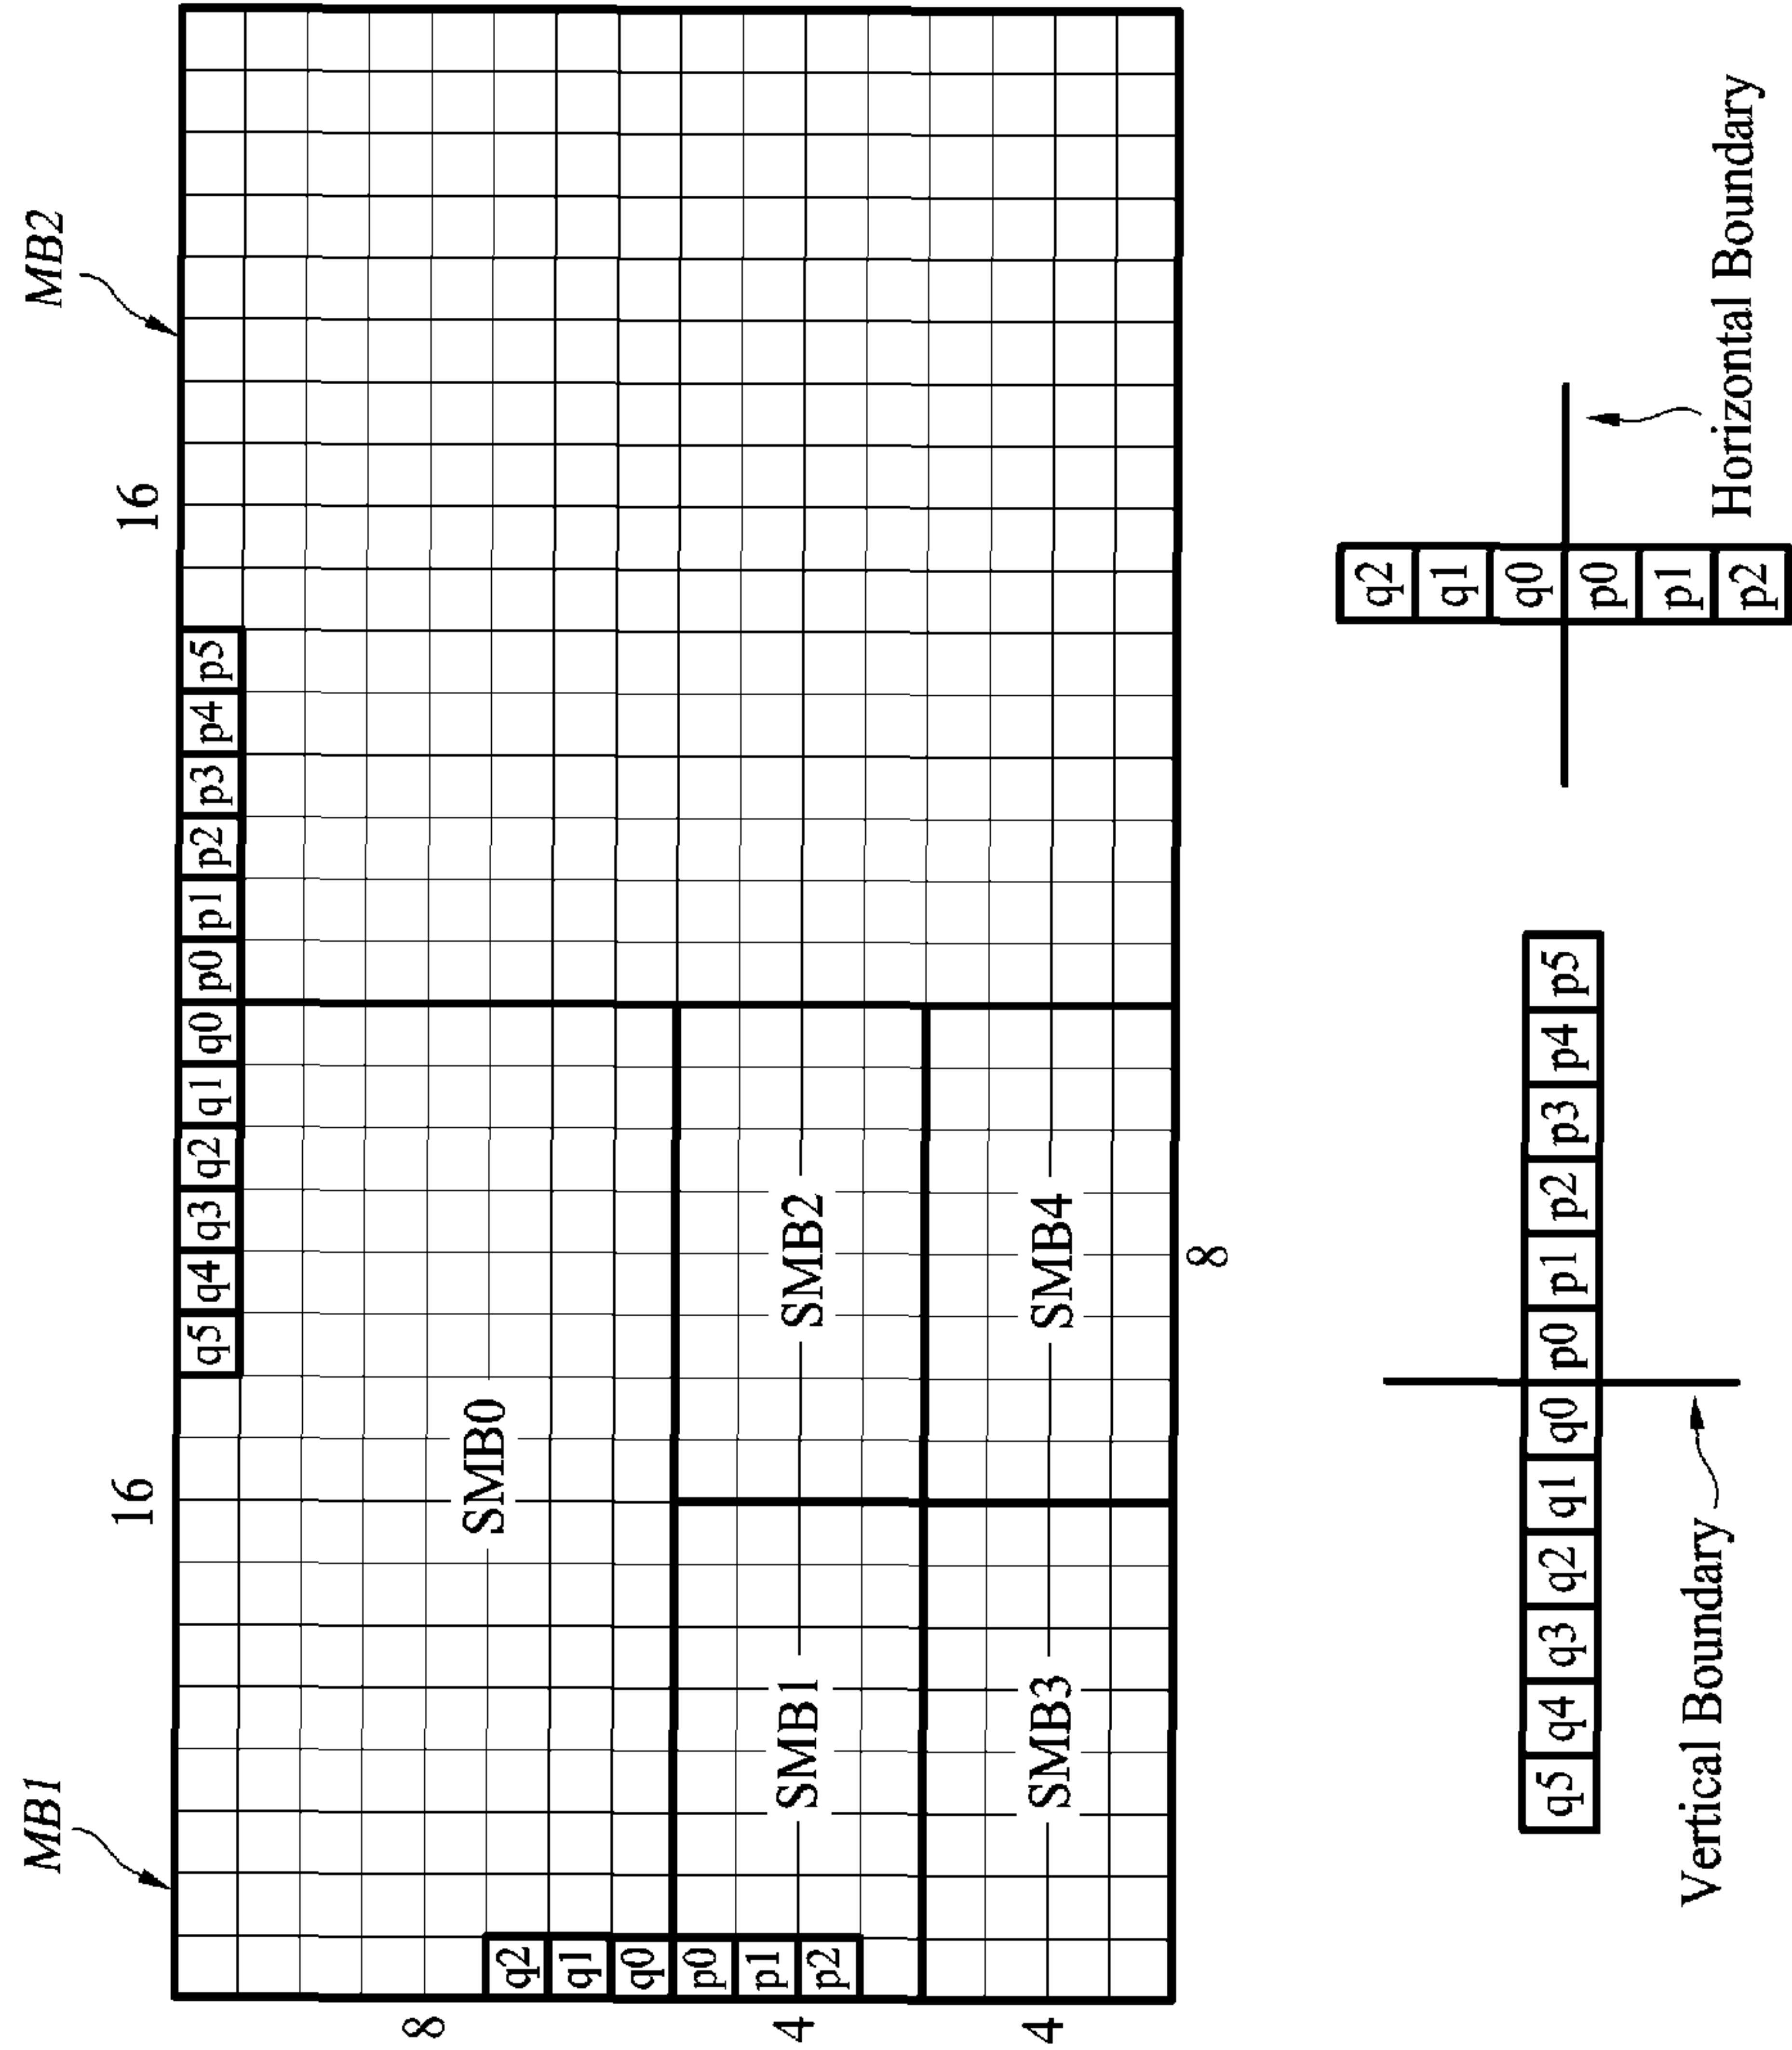 MB1 MB2
16 16
q5 q4 q3 q2 q1 q0 p0 p1 p2 p3 p4 p5
8
SMB0
q2
q1
q0
p0
p1
p2
4 SMB1 SMB2
4 SMB3 SMB4
8
q5 q4 q3 q2 q1 q0 p0 p1 p2 p3 p4 p5
Vertical Boundary
q2
q1
q0
p0
p1
p2
Horizontal Boundary